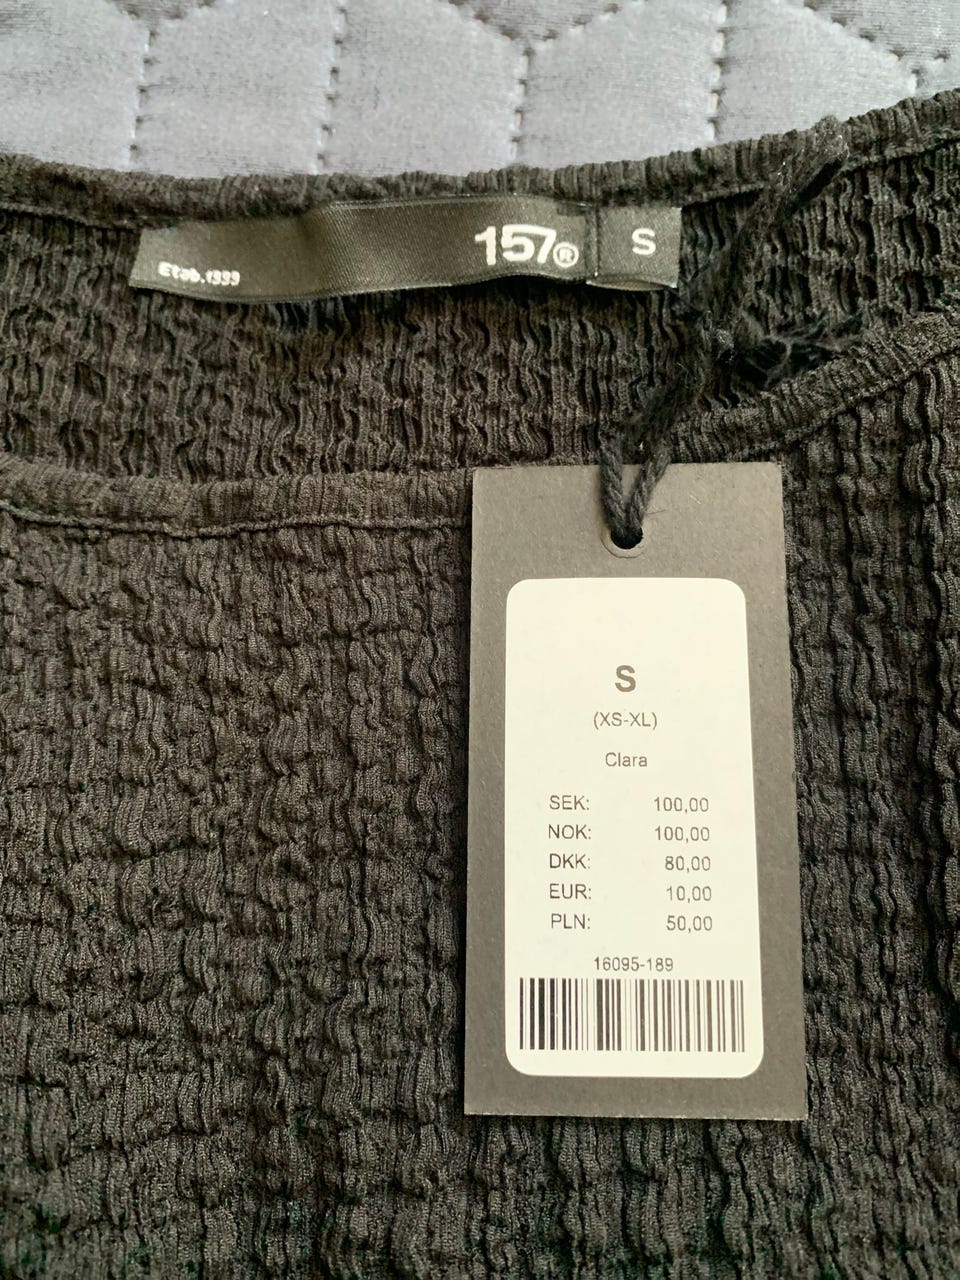 157®
S
Etab.1999
S
(XS-XL)
Clara
SEK: 100,00
NOK: 100,00
DKK: 80,00
EUR: 10,00
PLN: 50,00
16095-189